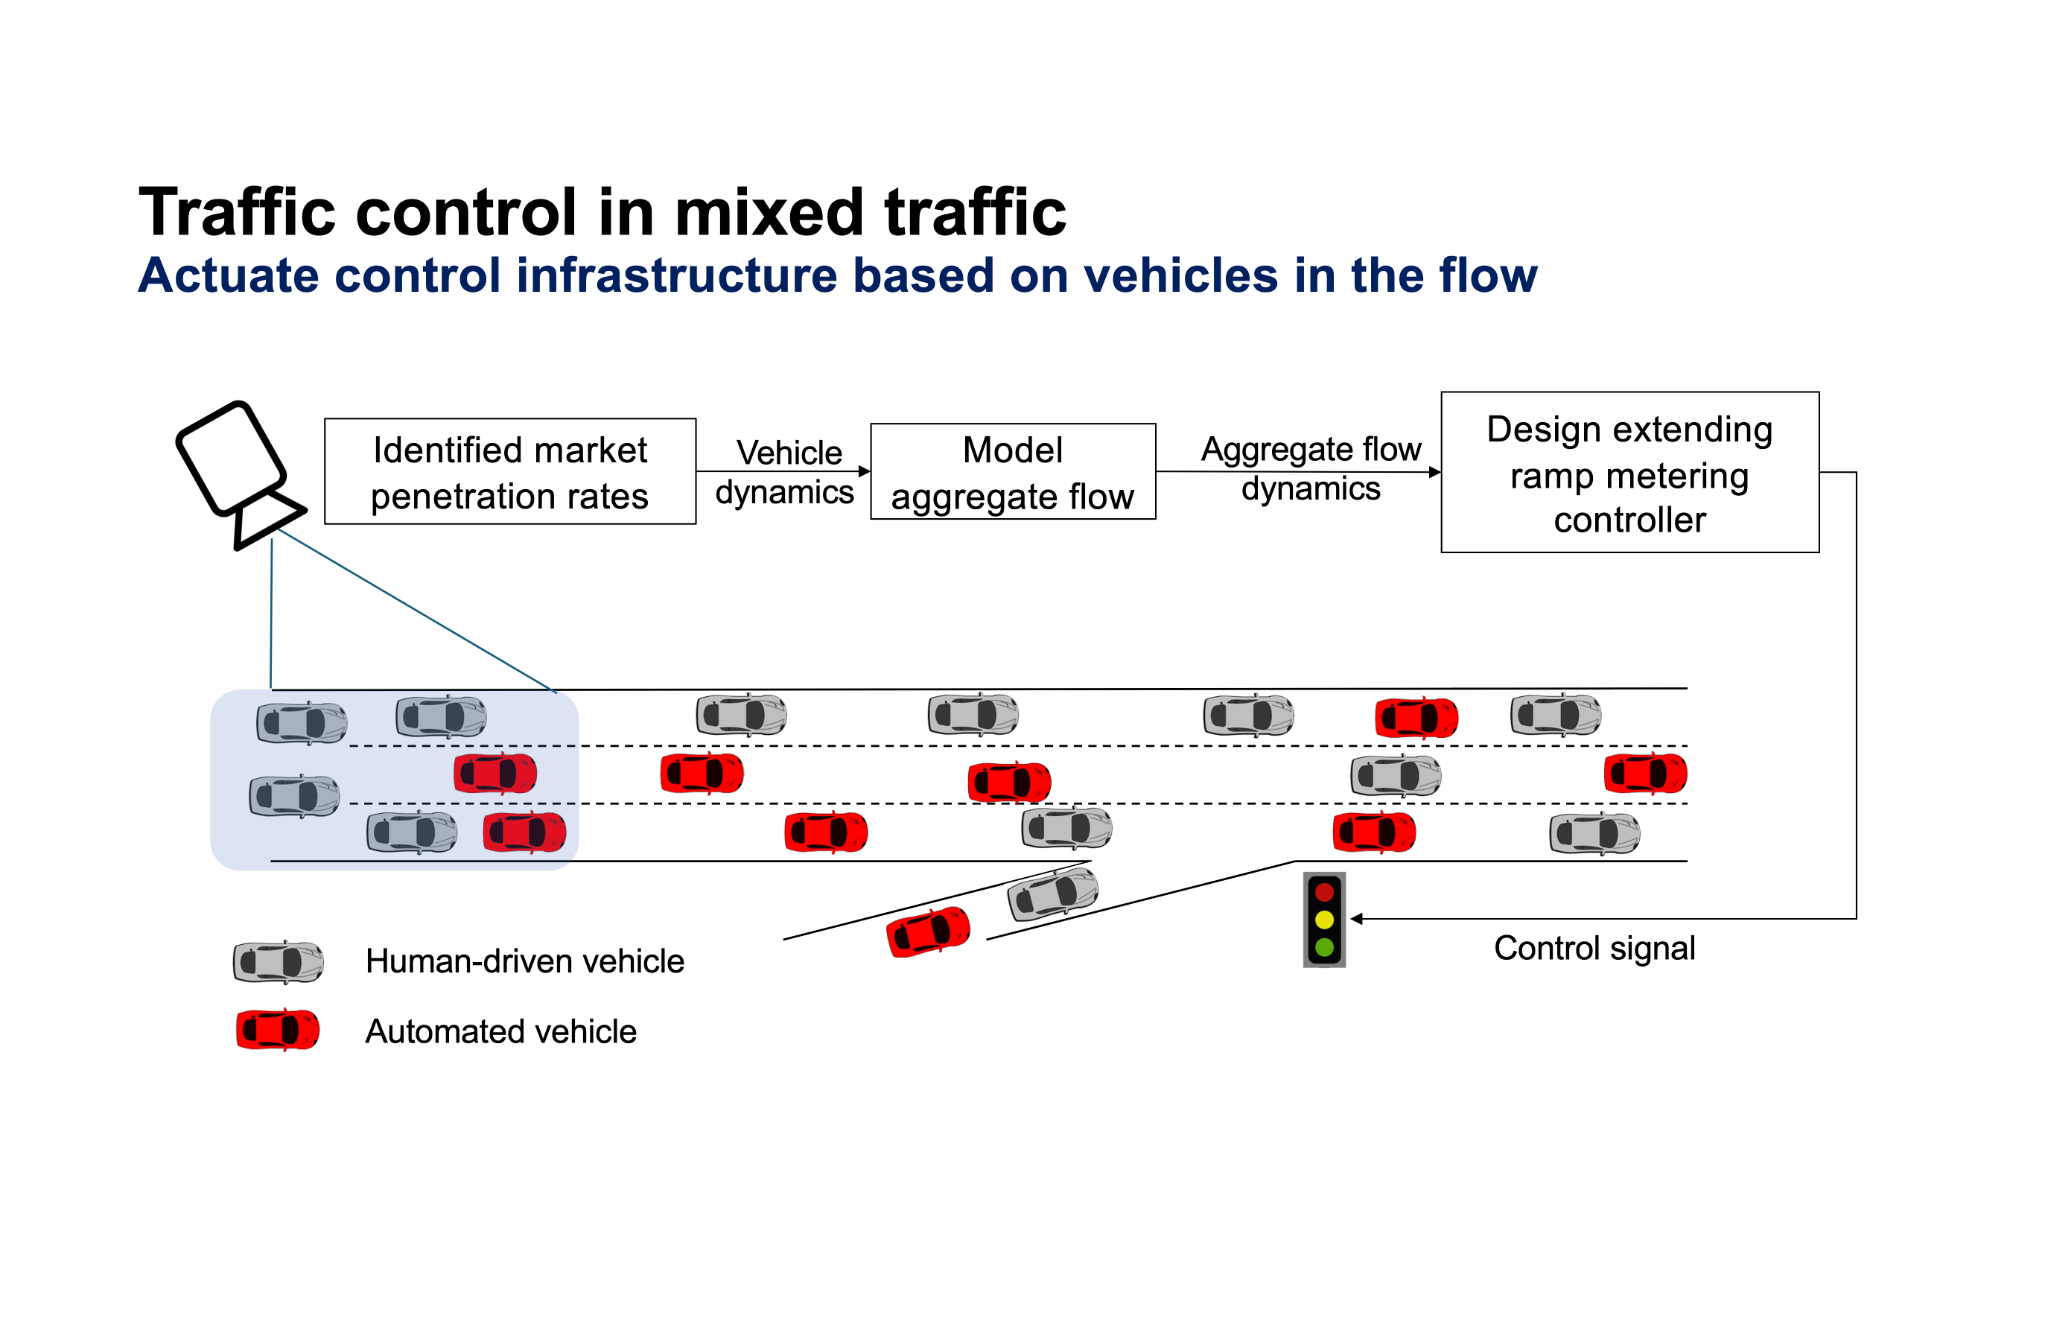 Traffic control in mixed traffic
Actuate control infrastructure based on vehicles in the flow
Identified market
penetration rates
Vehicle
dynamics
Model
aggregate flow
Aggregate flow
dynamics
Design extending
ramp metering
controller
Control signal
Human-driven vehicle
Automated vehicle